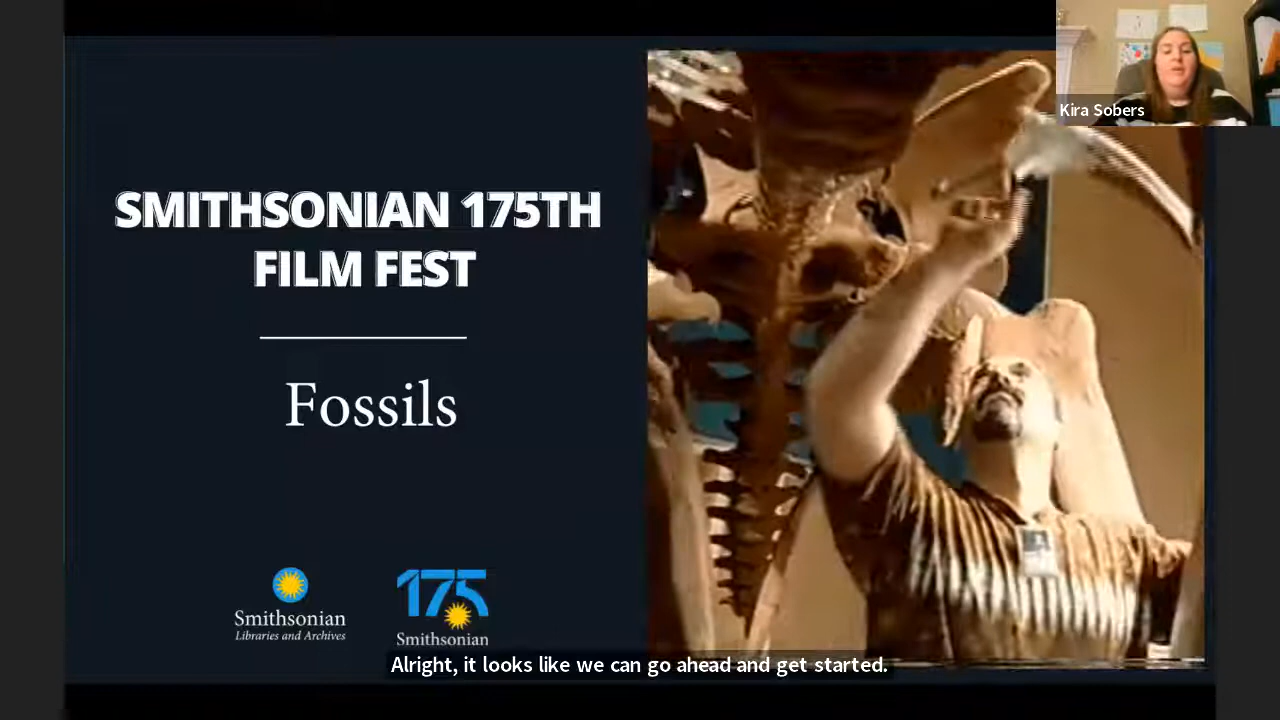 Kira Sobers
SMITHSONIAN 175TH
FILM FEST
Fossils
Smithsonian
Libraries and Archives
175
Smithsonian
Alright, it looks like we can go ahead and get started.